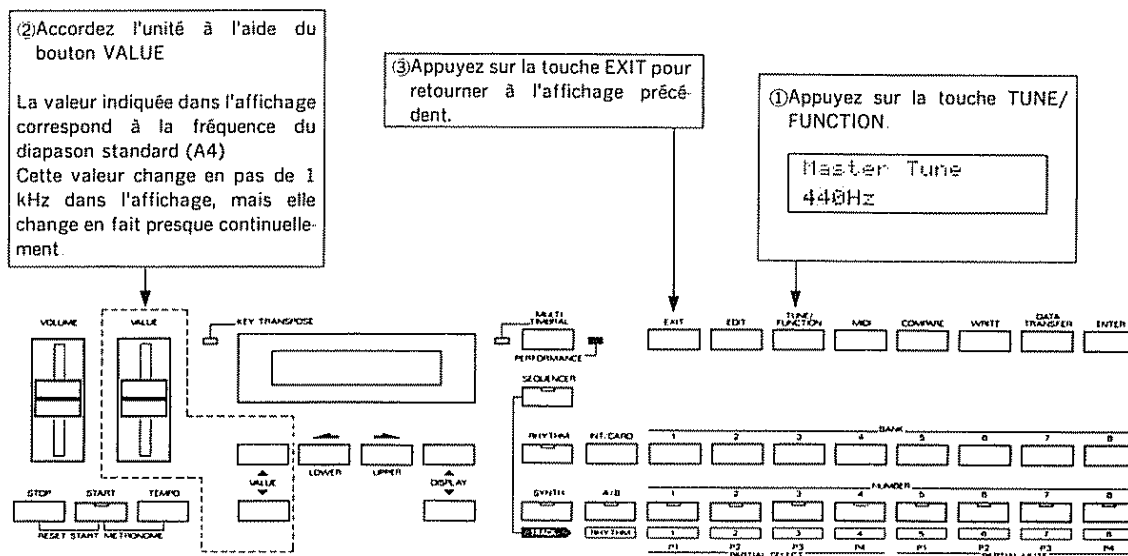 ②Accordez l'unité à l'aide du
bouton VALUE
La valeur indiquée dans l'affichage
correspond à la fréquence du
diapason standard (A4)
Cette valeur change en pas de 1
kHz dans l'affichage, mais elle
change en fait presque continuelle-
ment.
③Appuyez sur la touche EXIT pour
retourner à l'affichage précé-
dent.
①Appuyez sur la touche TUNE/
FUNCTION.
Master Tune
440Hz
VOLUME
VALUE
KEY TRANSPOSE
MULTI
TIMBRAL
PERFORMANCE
EXIT
EDIT
TUNE/
FUNCTION
MIDI
COMPARE
WRITE
DATA
TRANSFER
ENTER
SEQUENCER
RHYTHM
INT/CARD
BANK
1 2 3 4 5 6 7 8
VALUE
LOWER
UPPER
DISPLAY
STOP
START
TEMPO
RESET START
METRONOME
SYNTH
A/B
NUMBER
1 2 3 4 5 6 7 8
TRACK
RHYTHM
1 2 3 4 5 6 7 8
P1 P2 P3 P4 P1 P2 P3 P4
PARTIAL SELECT
PARTIAL MUTE